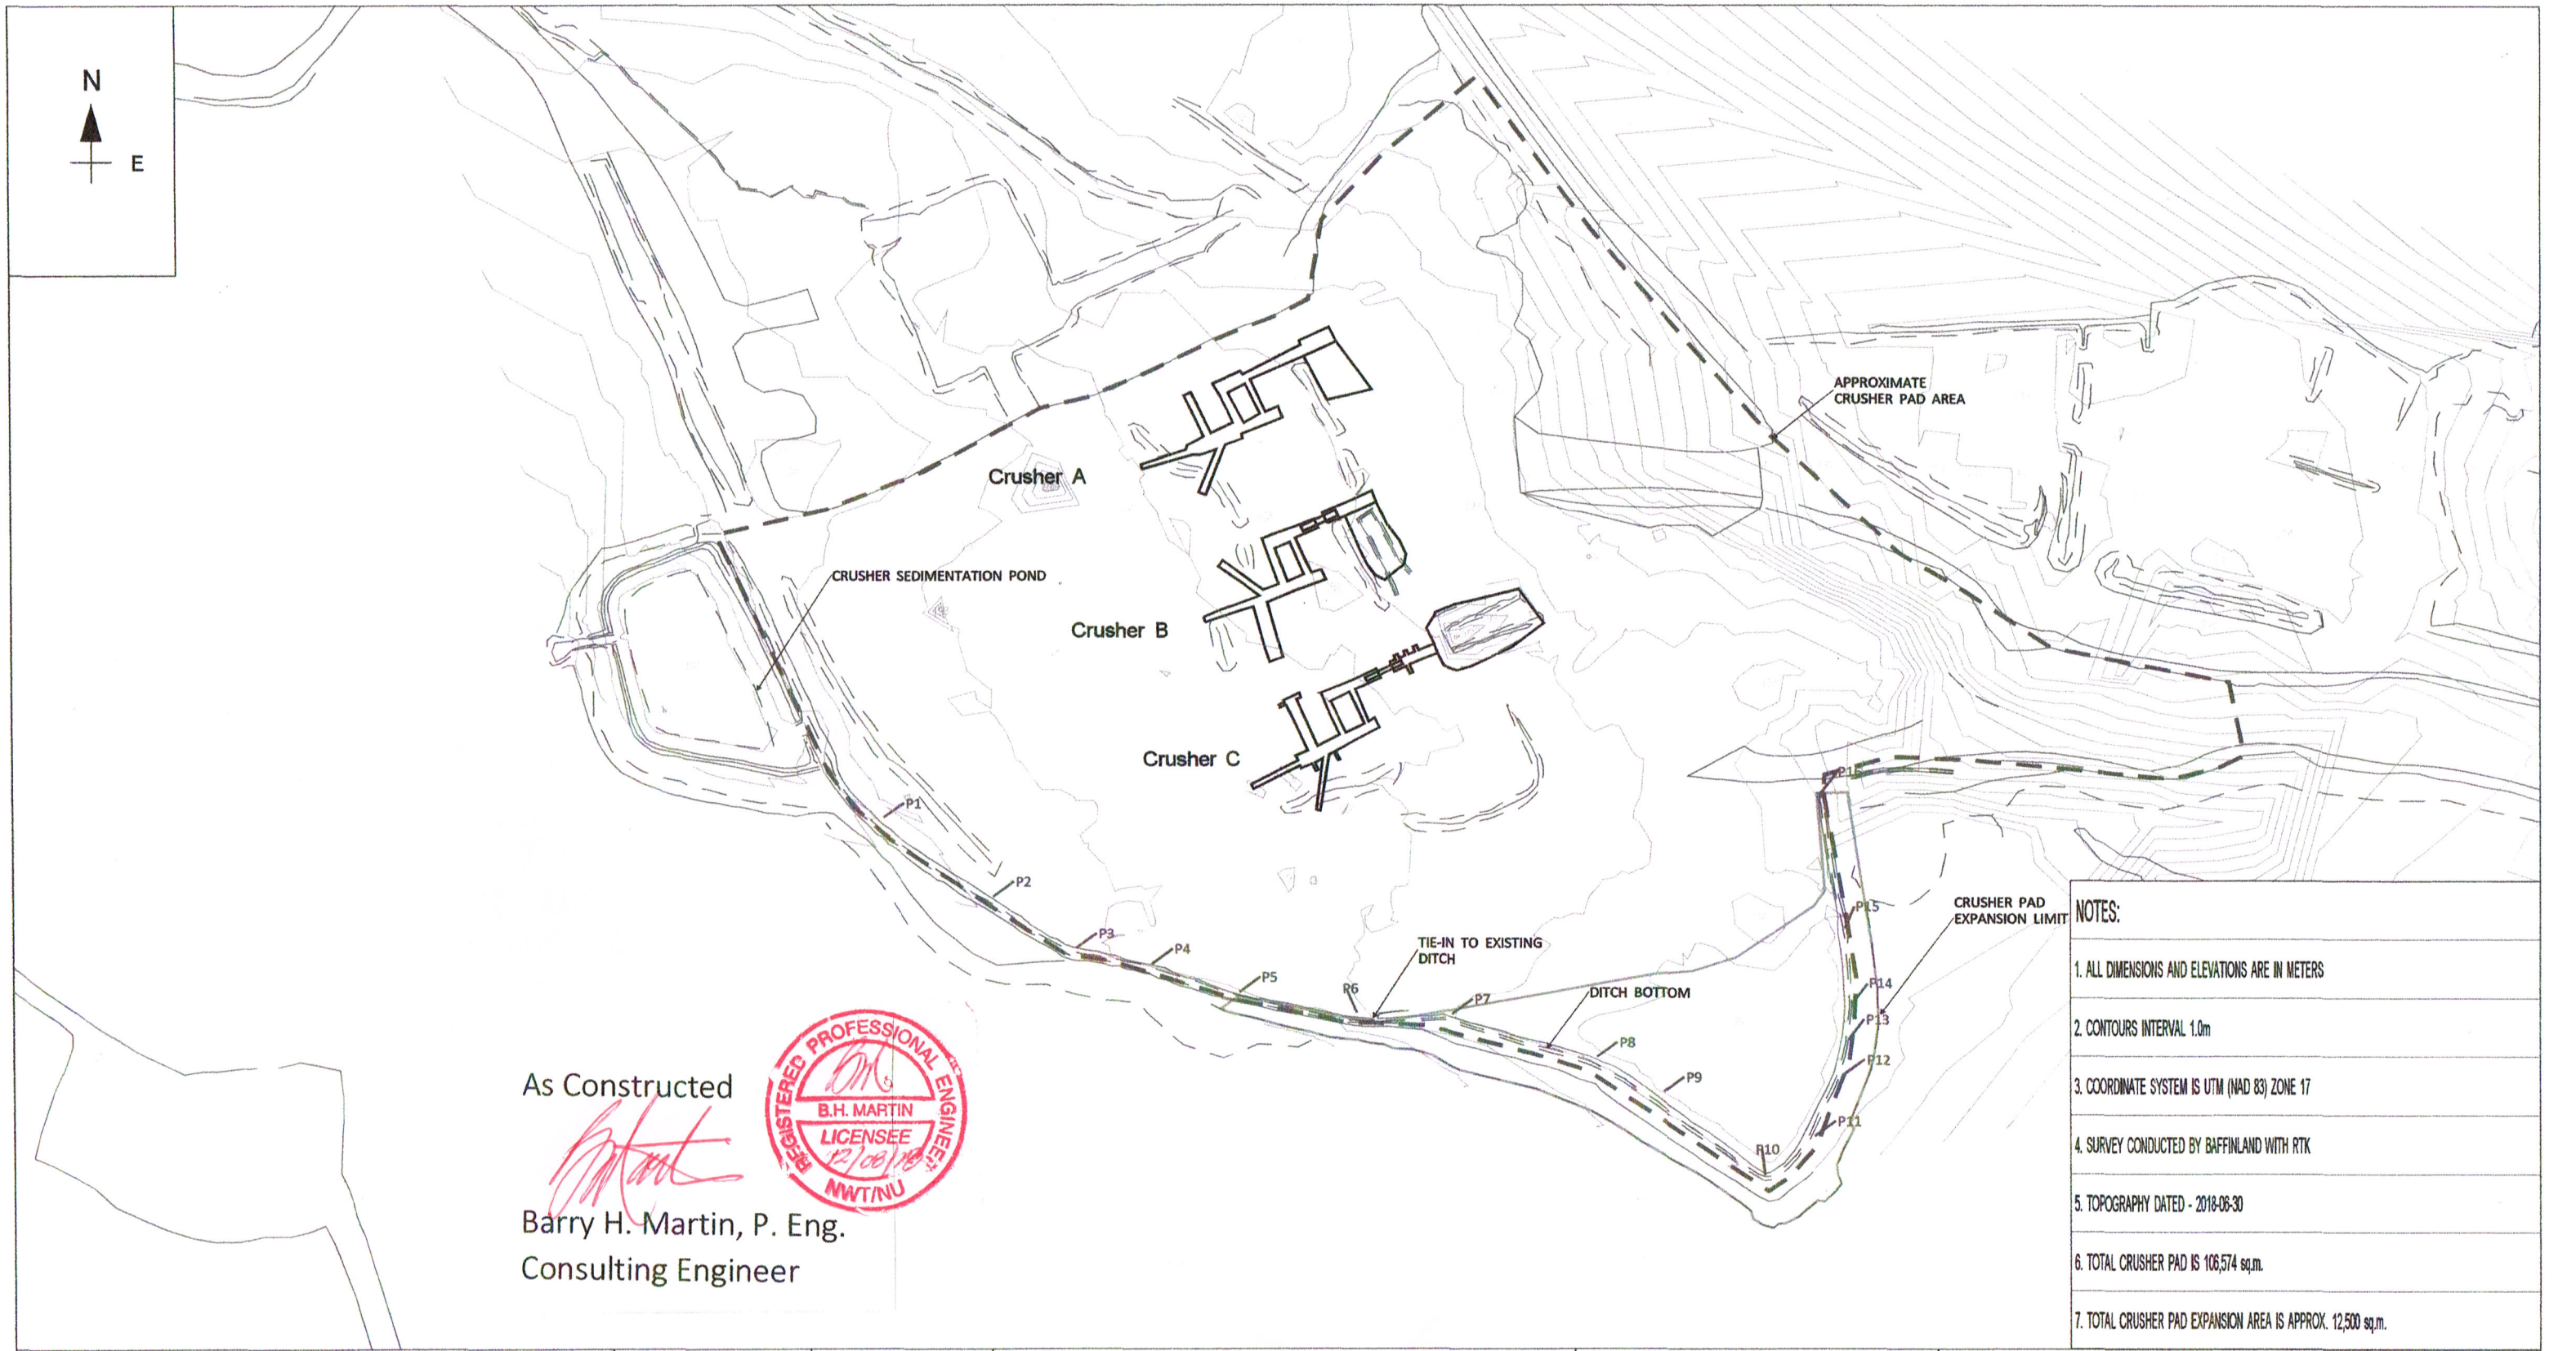 N
E
APPROXIMATE
CRUSHER PAD AREA
Crusher A
CRUSHER SEDIMENTATION POND
Crusher B
Crusher C
P16
P1
P2
P3
P4
P5
P6
P7
P8
P9
P10
P11
P12
P13
P14
P15
TIE-IN TO EXISTING
DITCH
DITCH BOTTOM
CRUSHER PAD
EXPANSION LIMIT
As Constructed
REGISTERED PROFESSIONAL ENGINEER
B.H. MARTIN
LICENSEE
NWT/NU
Barry H. Martin, P. Eng.
Consulting Engineer
NOTES:
1. ALL DIMENSIONS AND ELEVATIONS ARE IN METERS
2. CONTOURS INTERVAL 1.0m
3. COORDINATE SYSTEM IS UTM (NAD 83) ZONE 17
4. SURVEY CONDUCTED BY BAFFINLAND WITH RTK
5. TOPOGRAPHY DATED - 2018-06-30
6. TOTAL CRUSHER PAD IS 106,574 sq.m.
7. TOTAL CRUSHER PAD EXPANSION AREA IS APPROX. 12,500 sq.m.